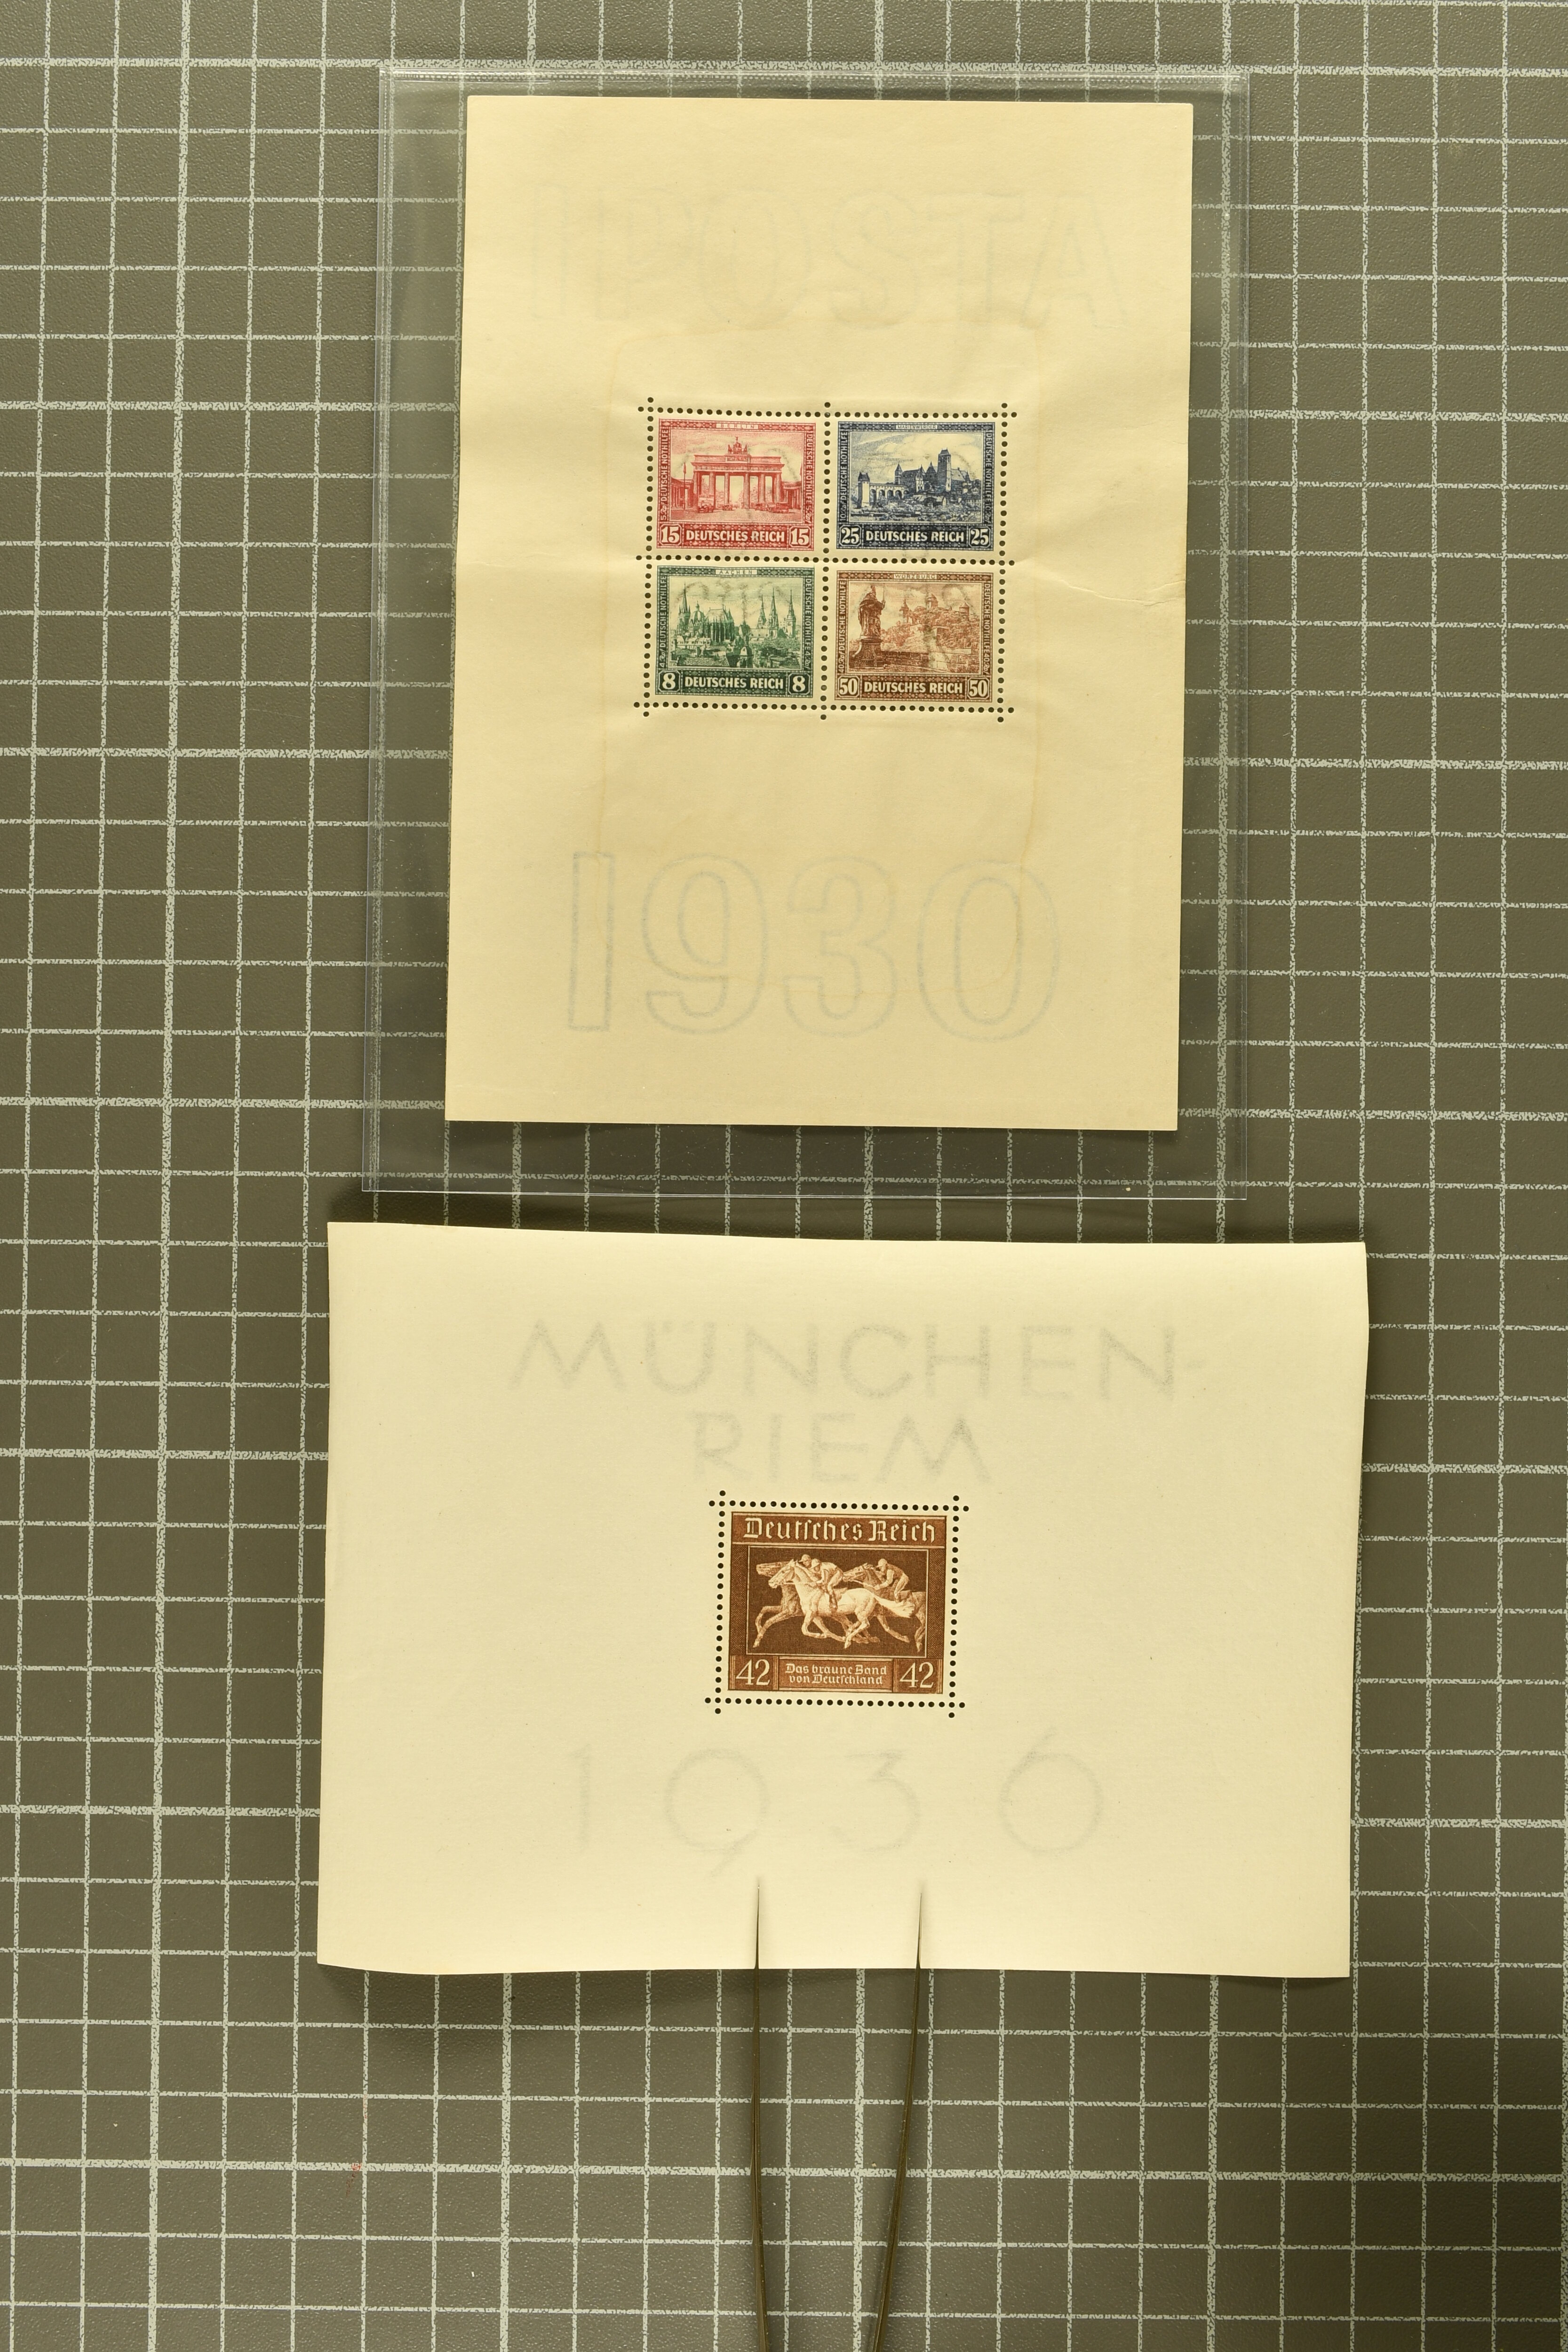 BERLIN
DEUTSCHE NOTHILFE
15 DEUTSCHES REICH 15
MARIENWERDER
DEUTSCHE NOTHILFE
25 DEUTSCHES REICH 25
AACHEN
DEUTSCHE NOTHILFE
8 DEUTSCHES REICH 8
WÜRZBURG
DEUTSCHE NOTHILFE
50 DEUTSCHES REICH 50
1930
MÜNCHEN-
RIEM
Deutsches Reich
42 Das braune Band 42
von Deutschland
1936